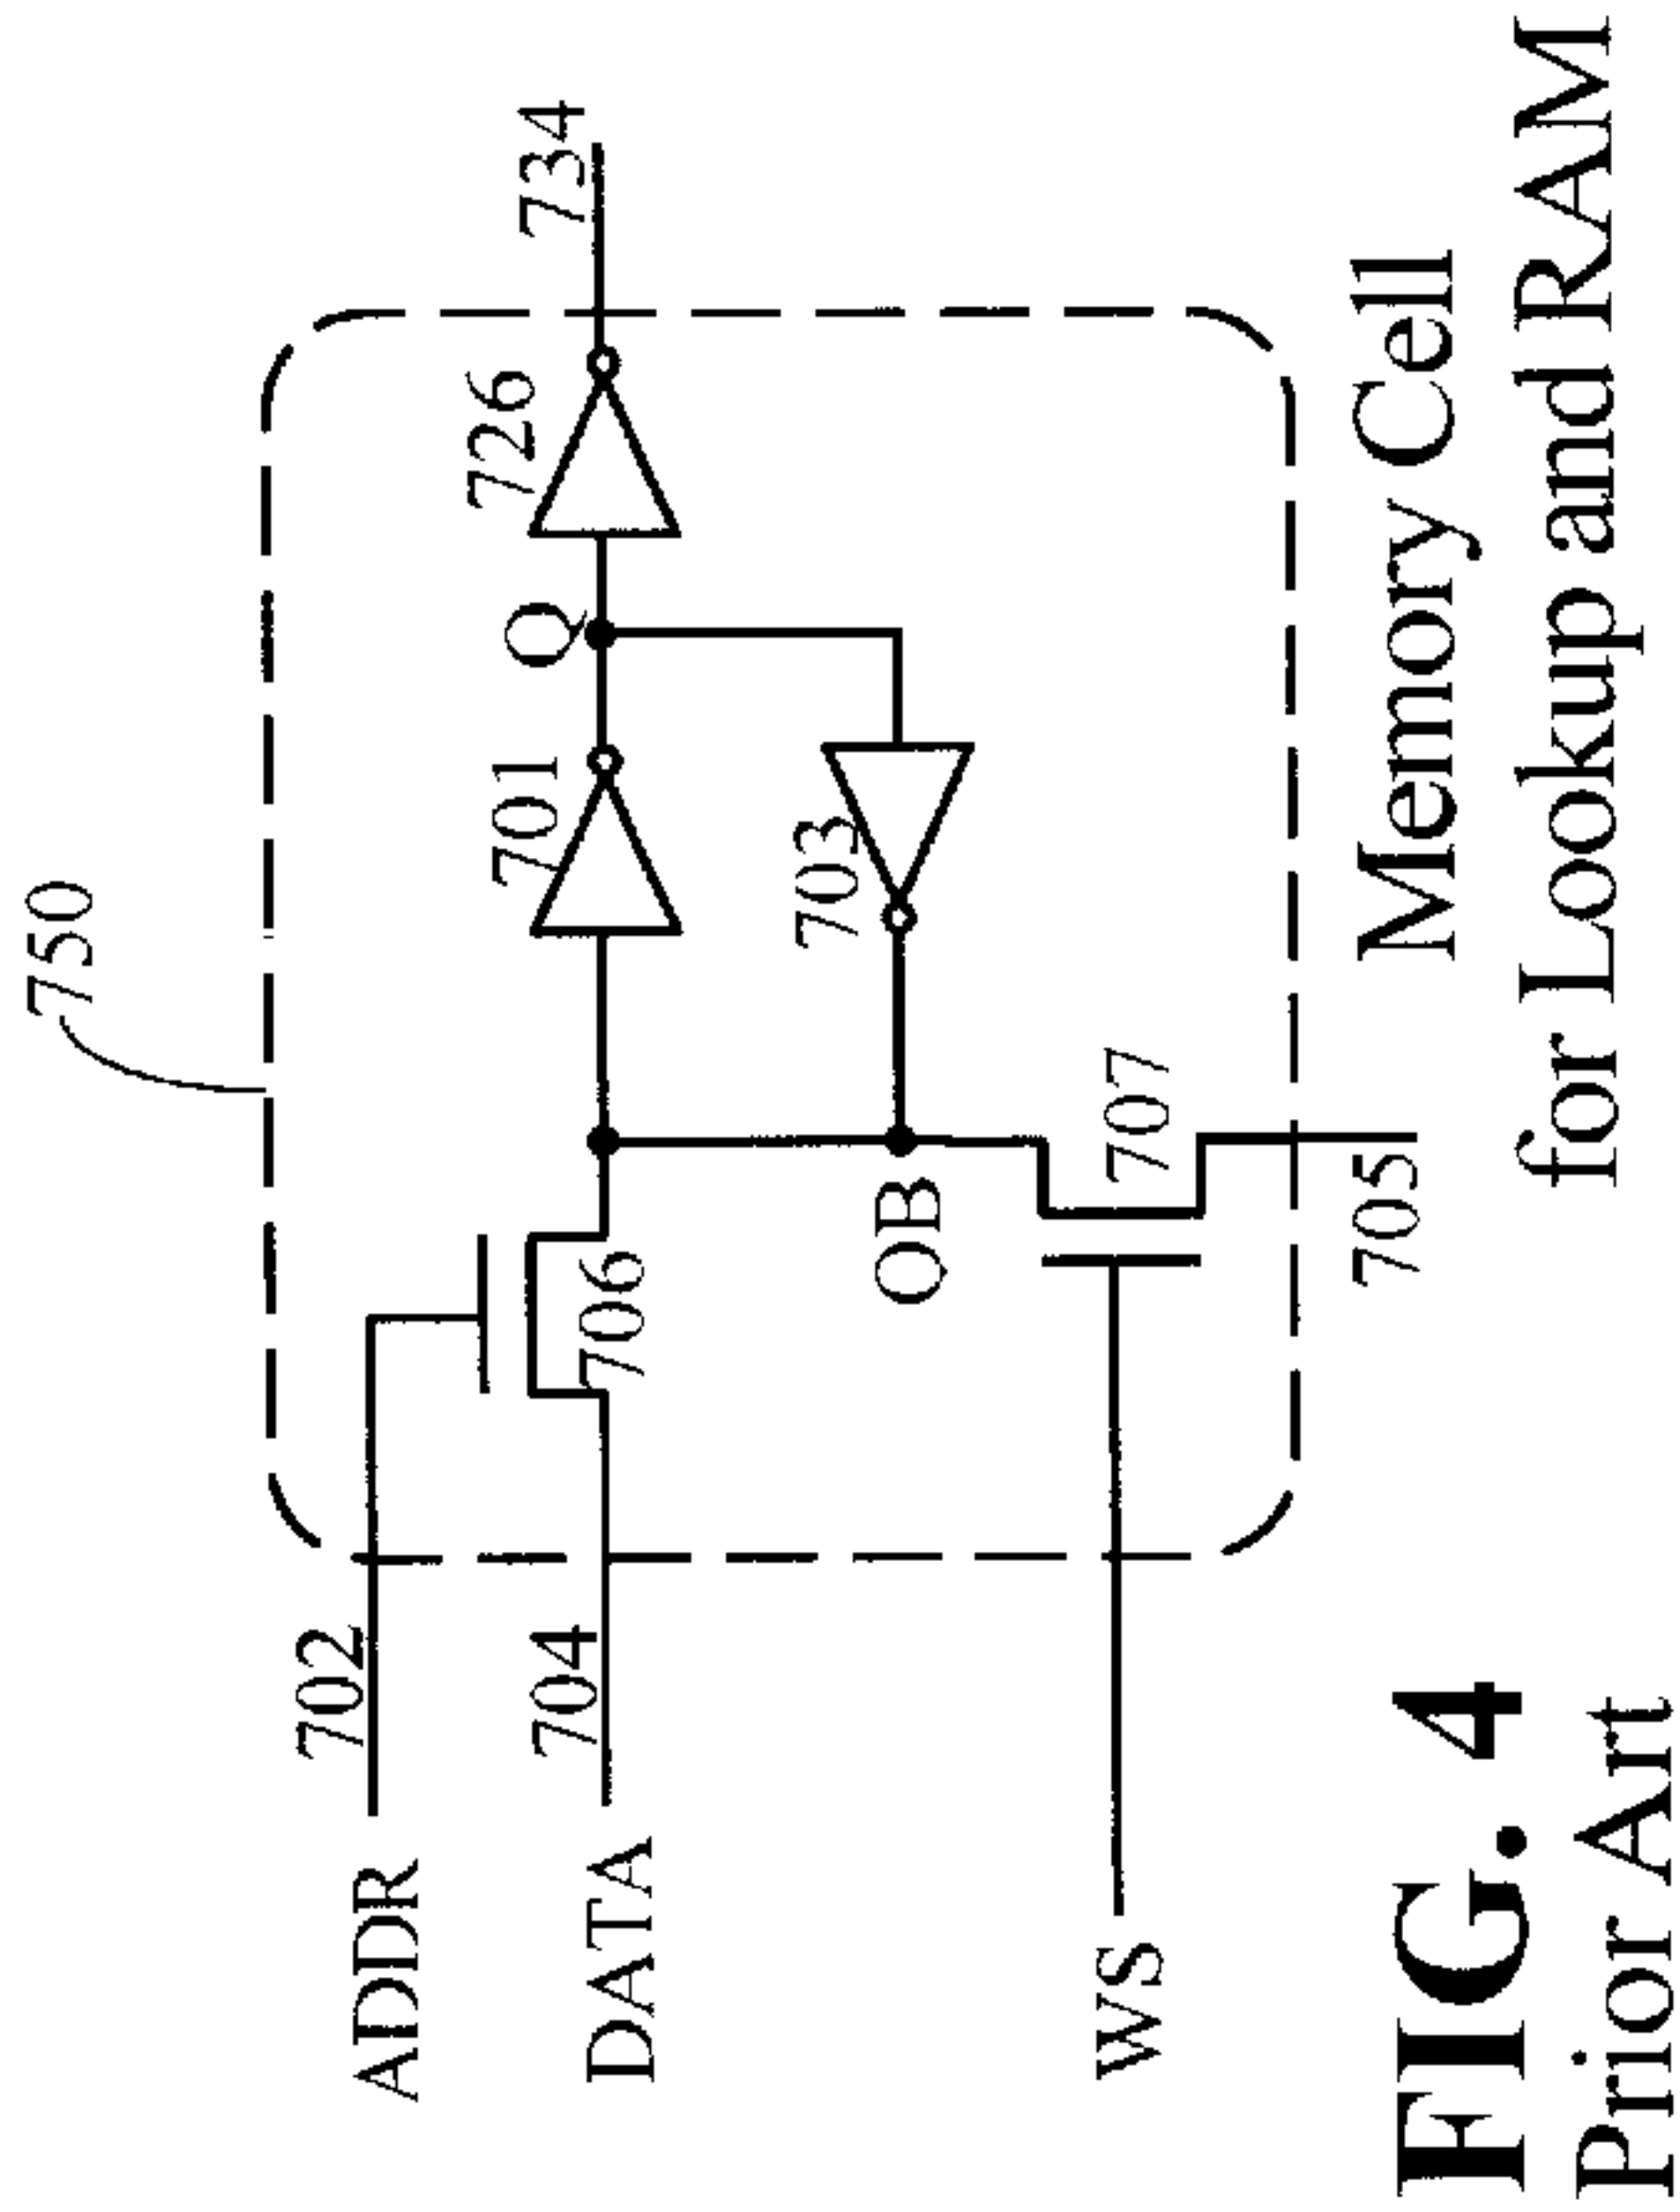 750
702
ADDR
704
DATA
706
701
Q
726
734
703
OB
WS
707
705
FIG. 4
Prior Art
Memory Cell
for Lookup and RAM